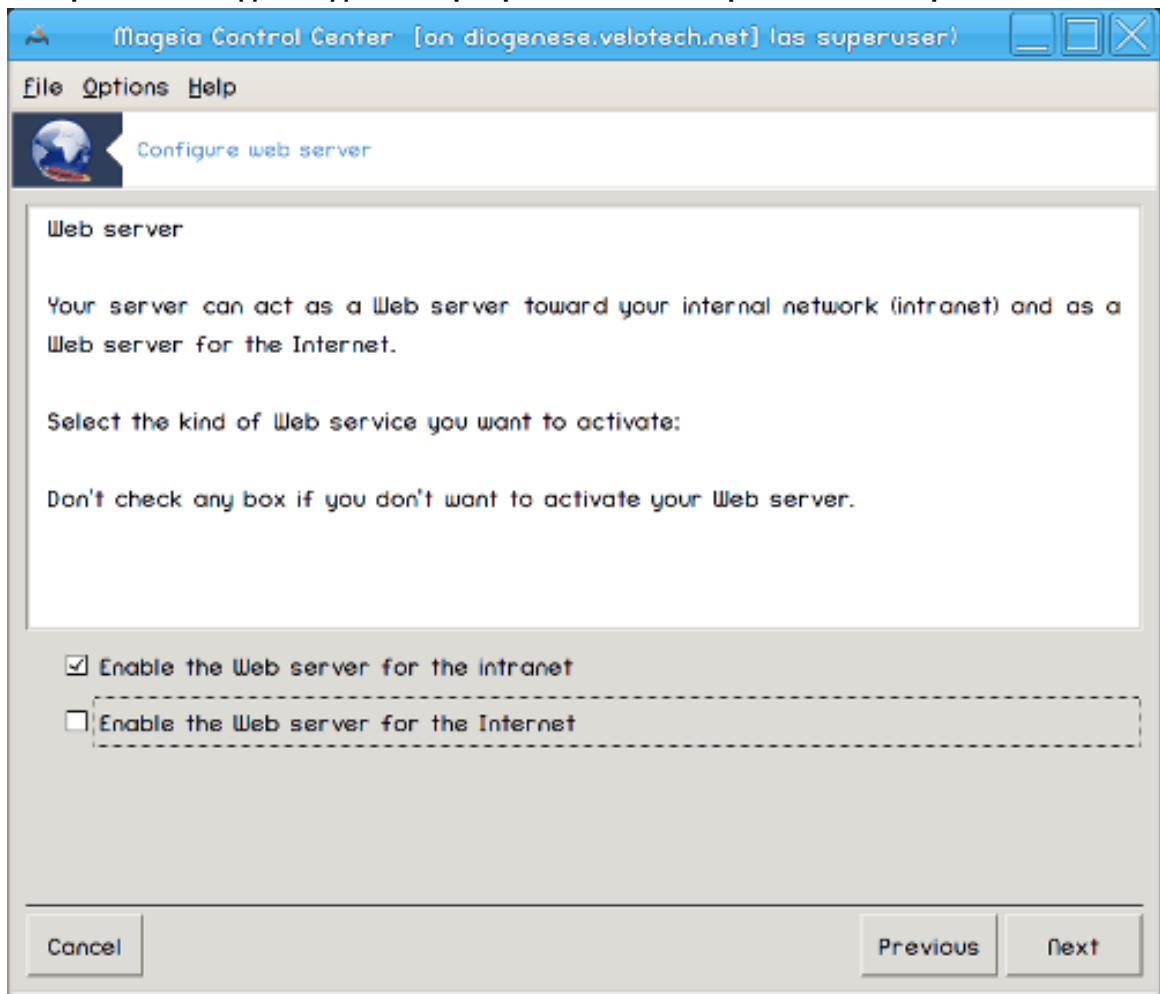 Mageia Control Center [on diogenese.velotech.net] (as superuser)
File Options Help
Configure web server
Web server
Your server can act as a Web server toward your internal network (intranet) and as a
Web server for the Internet.
Select the kind of Web service you want to activate:
Don't check any box if you don't want to activate your Web server.
Enable the Web server for the intranet
Enable the Web server for the Internet
Cancel Previous Next